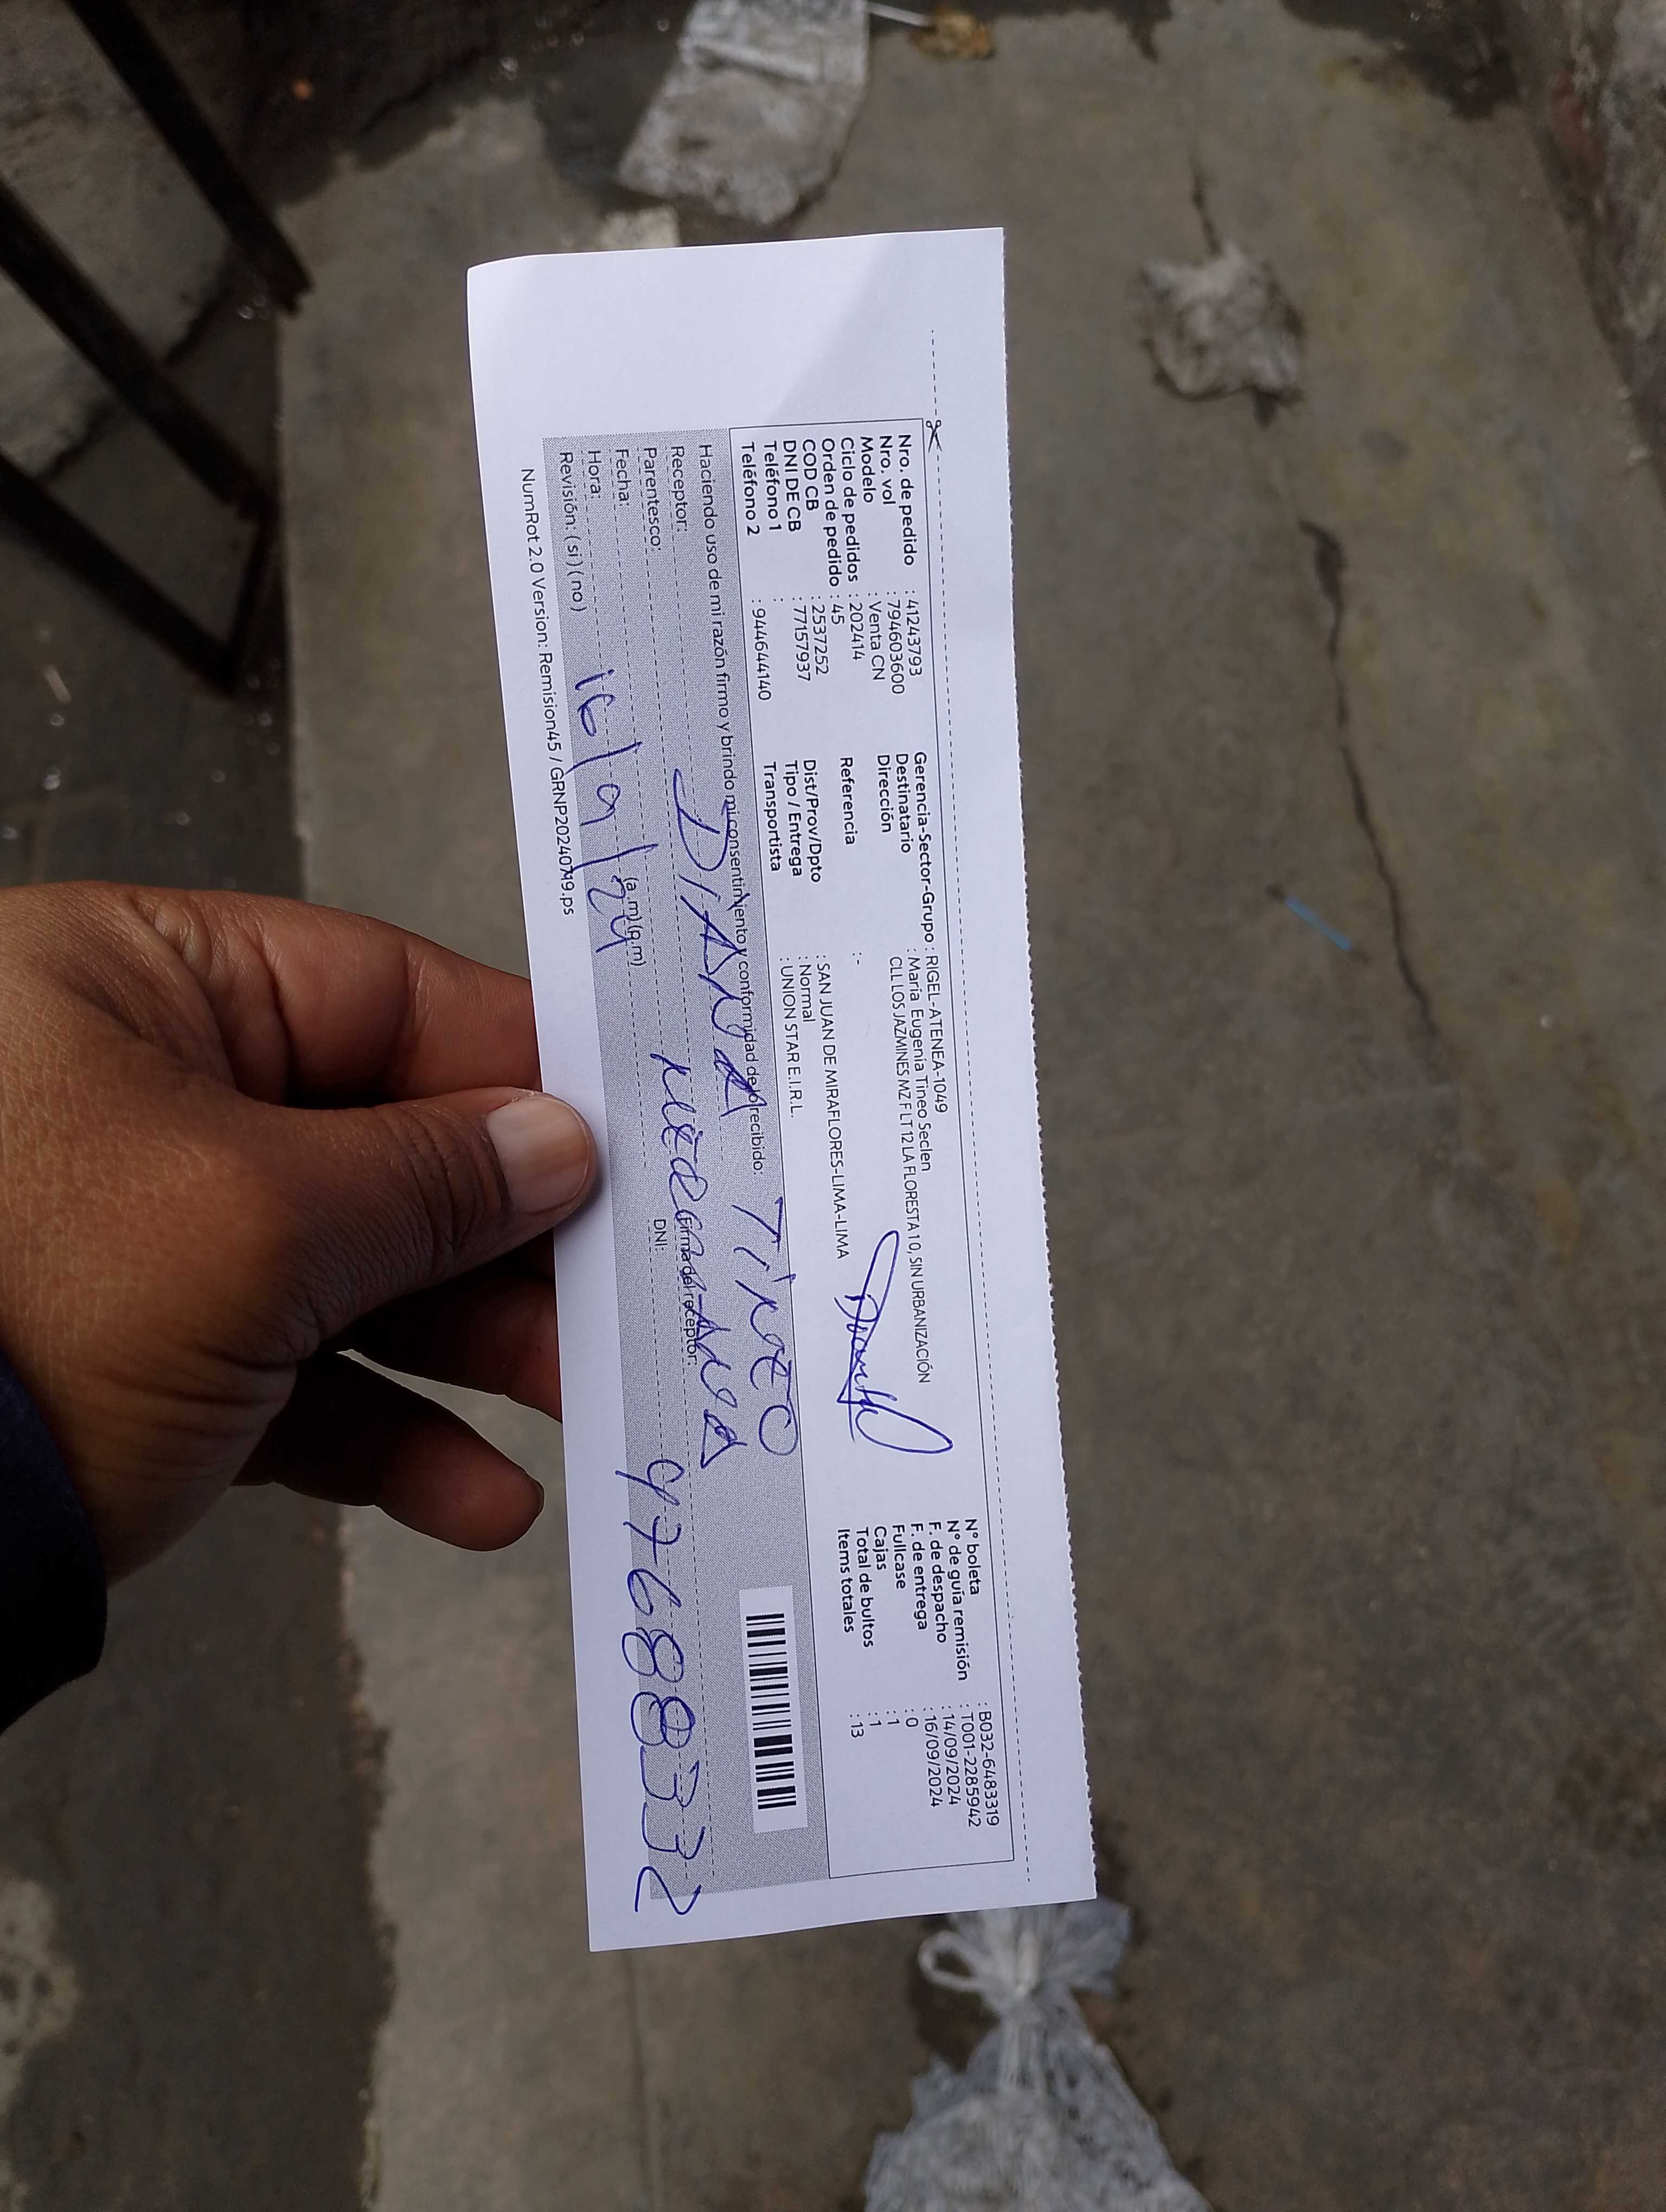 Nro. de pedido : 41243793
Nro. vol : 794603600
Modelo : Venta CN
Ciclo de pedidos : 202414
Orden de pedido : 45
COD CB : 2537252
DNI DE CB : 77157937
Teléfono 1 :
Teléfono 2 : 944644140
Gerencia-Sector-Grupo : RIGEL-ATENEA-1049
Destinatario : Maria Eugenia Tineo Seclen
Dirección CLL LOS JAZMINES MZ F LT 12 LA FLORESTA 10, SIN URBANIZACIÓN
Referencia : -
Dist/Prov/Dpto : SAN JUAN DE MIRAFLORES-LIMA-LIMA
Tipo / Entrega : Normal
Transportista : UNION STAR E.I.R.L.
N° boleta : B032-6483319
N° de guía remisión : T001-2285942
F. de despacho : 14/09/2024
F. de entrega : 16/09/2024
Fullcase : 0
Cajas : 1
Total de bultos : 1
Items totales : 13
Haciendo uso de mi razón firmo y brindo mi consentimiento y conformidad de lo recibido:
Receptor: DIANA TINEO
Parentesco:
Fecha:
(a.m) (p.m)
Hora: 16/9/24
Firma del receptor:
DNI: 47688332
Revisión: (si) (no)
NumRot 2.0 Version: Remision45 / GRNP20240719.ps